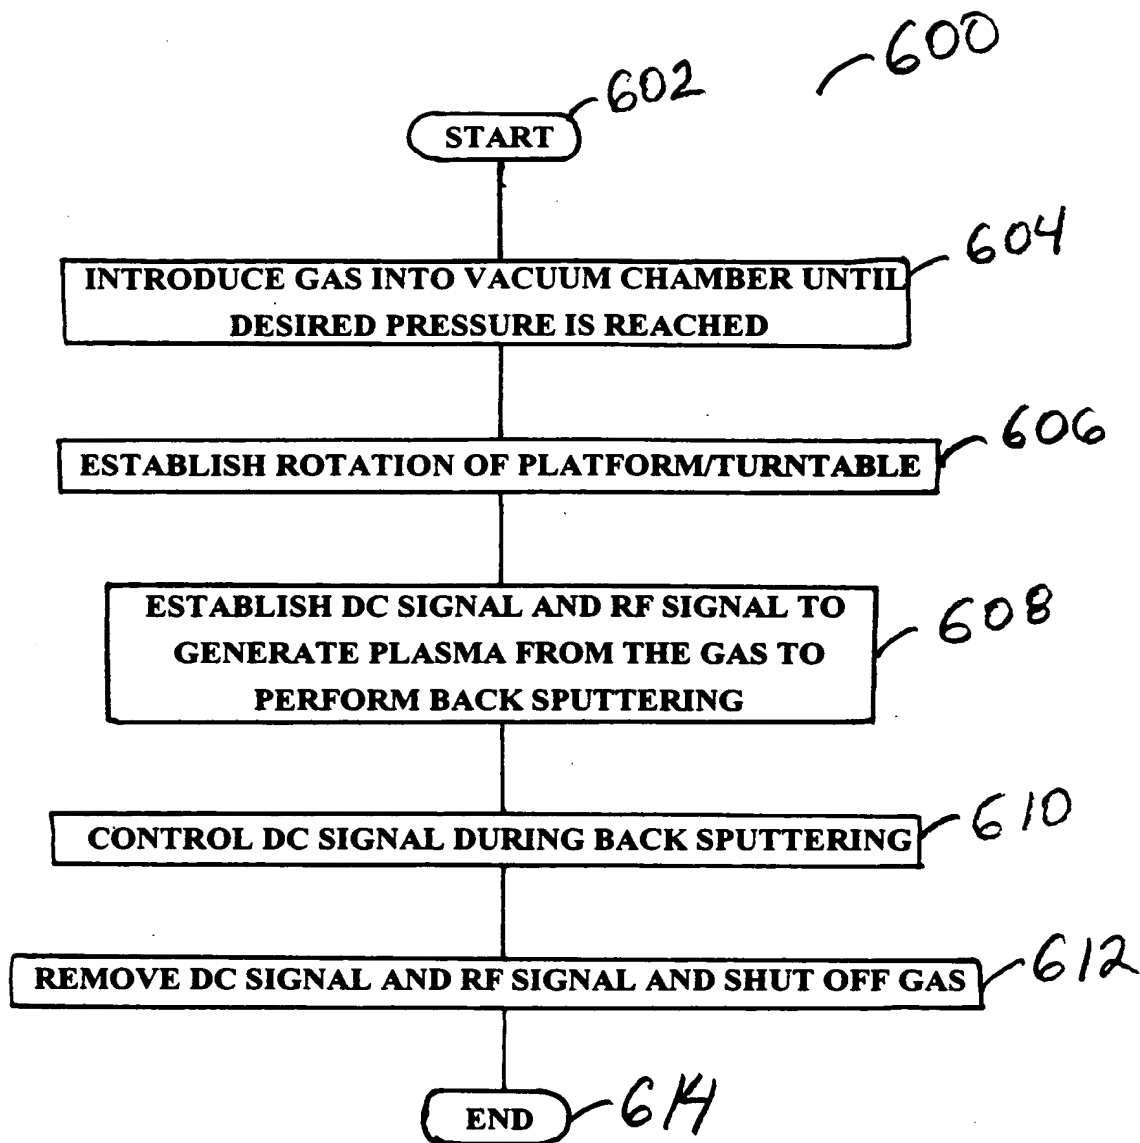 600
602
START
604
INTRODUCE GAS INTO VACUUM CHAMBER UNTIL
DESIRED PRESSURE IS REACHED
606
ESTABLISH ROTATION OF PLATFORM/TURNTABLE
ESTABLISH DC SIGNAL AND RF SIGNAL TO
GENERATE PLASMA FROM THE GAS TO
PERFORM BACK SPUTTERING
608
CONTROL DC SIGNAL DURING BACK SPUTTERING
610
REMOVE DC SIGNAL AND RF SIGNAL AND SHUT OFF GAS
612
END
614